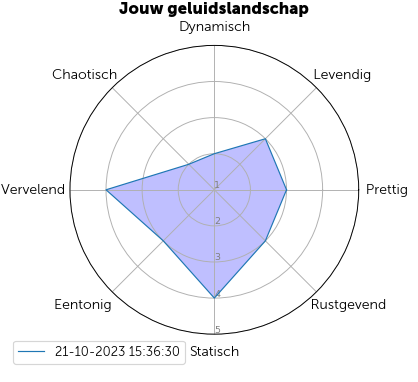 Jouw geluidslandschap
Dynamisch
Chaotisch
Levendig
Vervelend
Prettig
1
2
3
4
5
Eentonig
Rustgevend
Statisch
21-10-2023 15:36:30